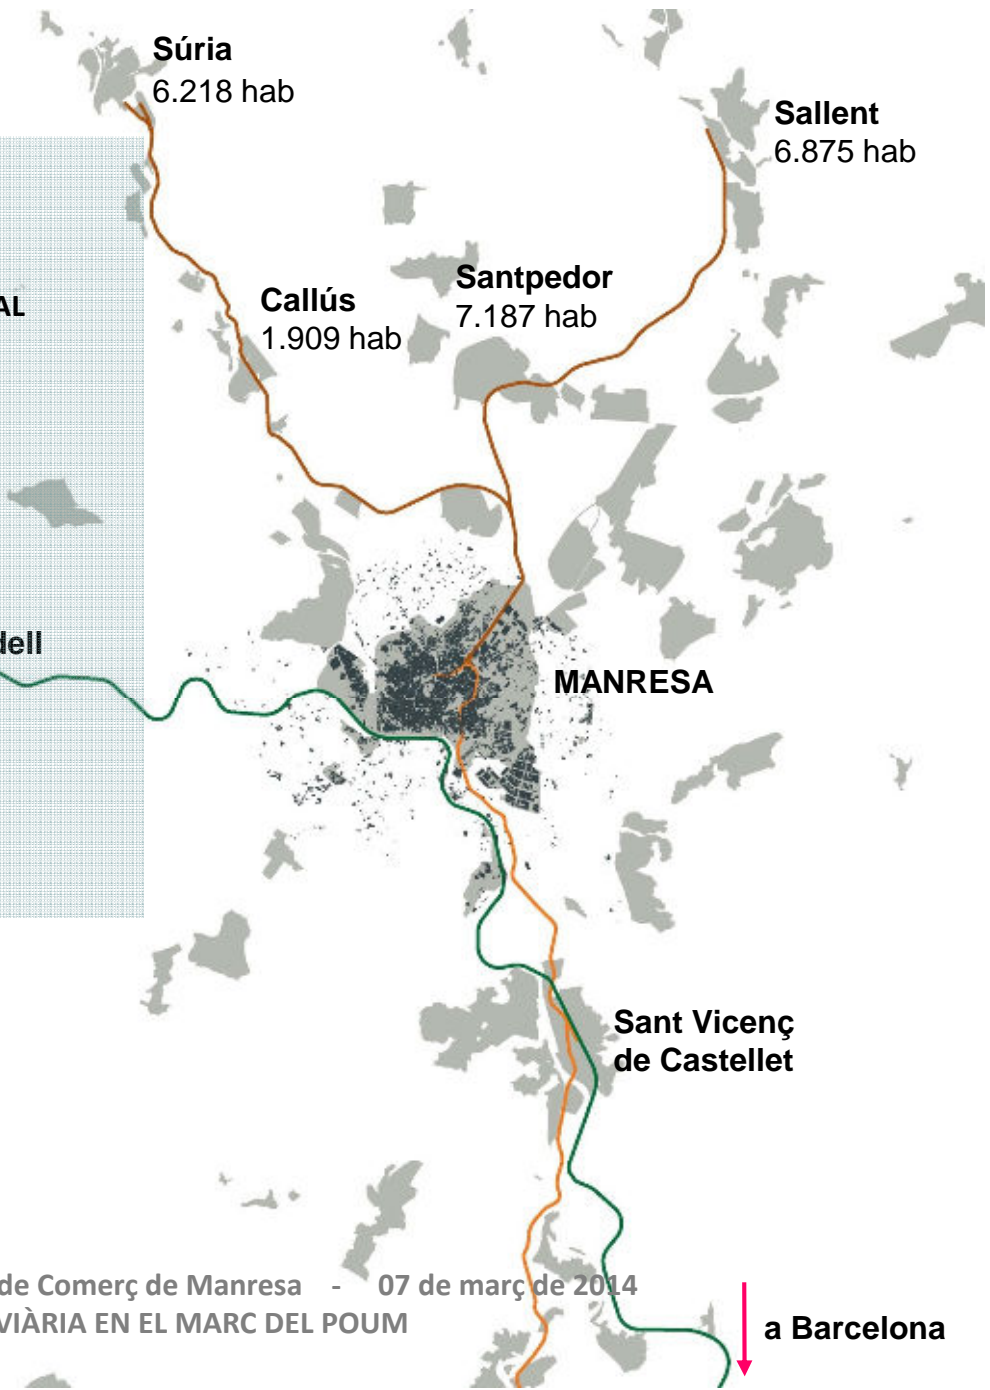 Súria
6.218 hab
Sallent
6.875 hab
Santpedor
7.187 hab
Callús
1.909 hab
AL
dell
MANRESA
Sant Vicenç
de Castellet
de Comerç de Manresa - 07 de març de 2014
VIÀRIA EN EL MARC DEL POUM
a Barcelona